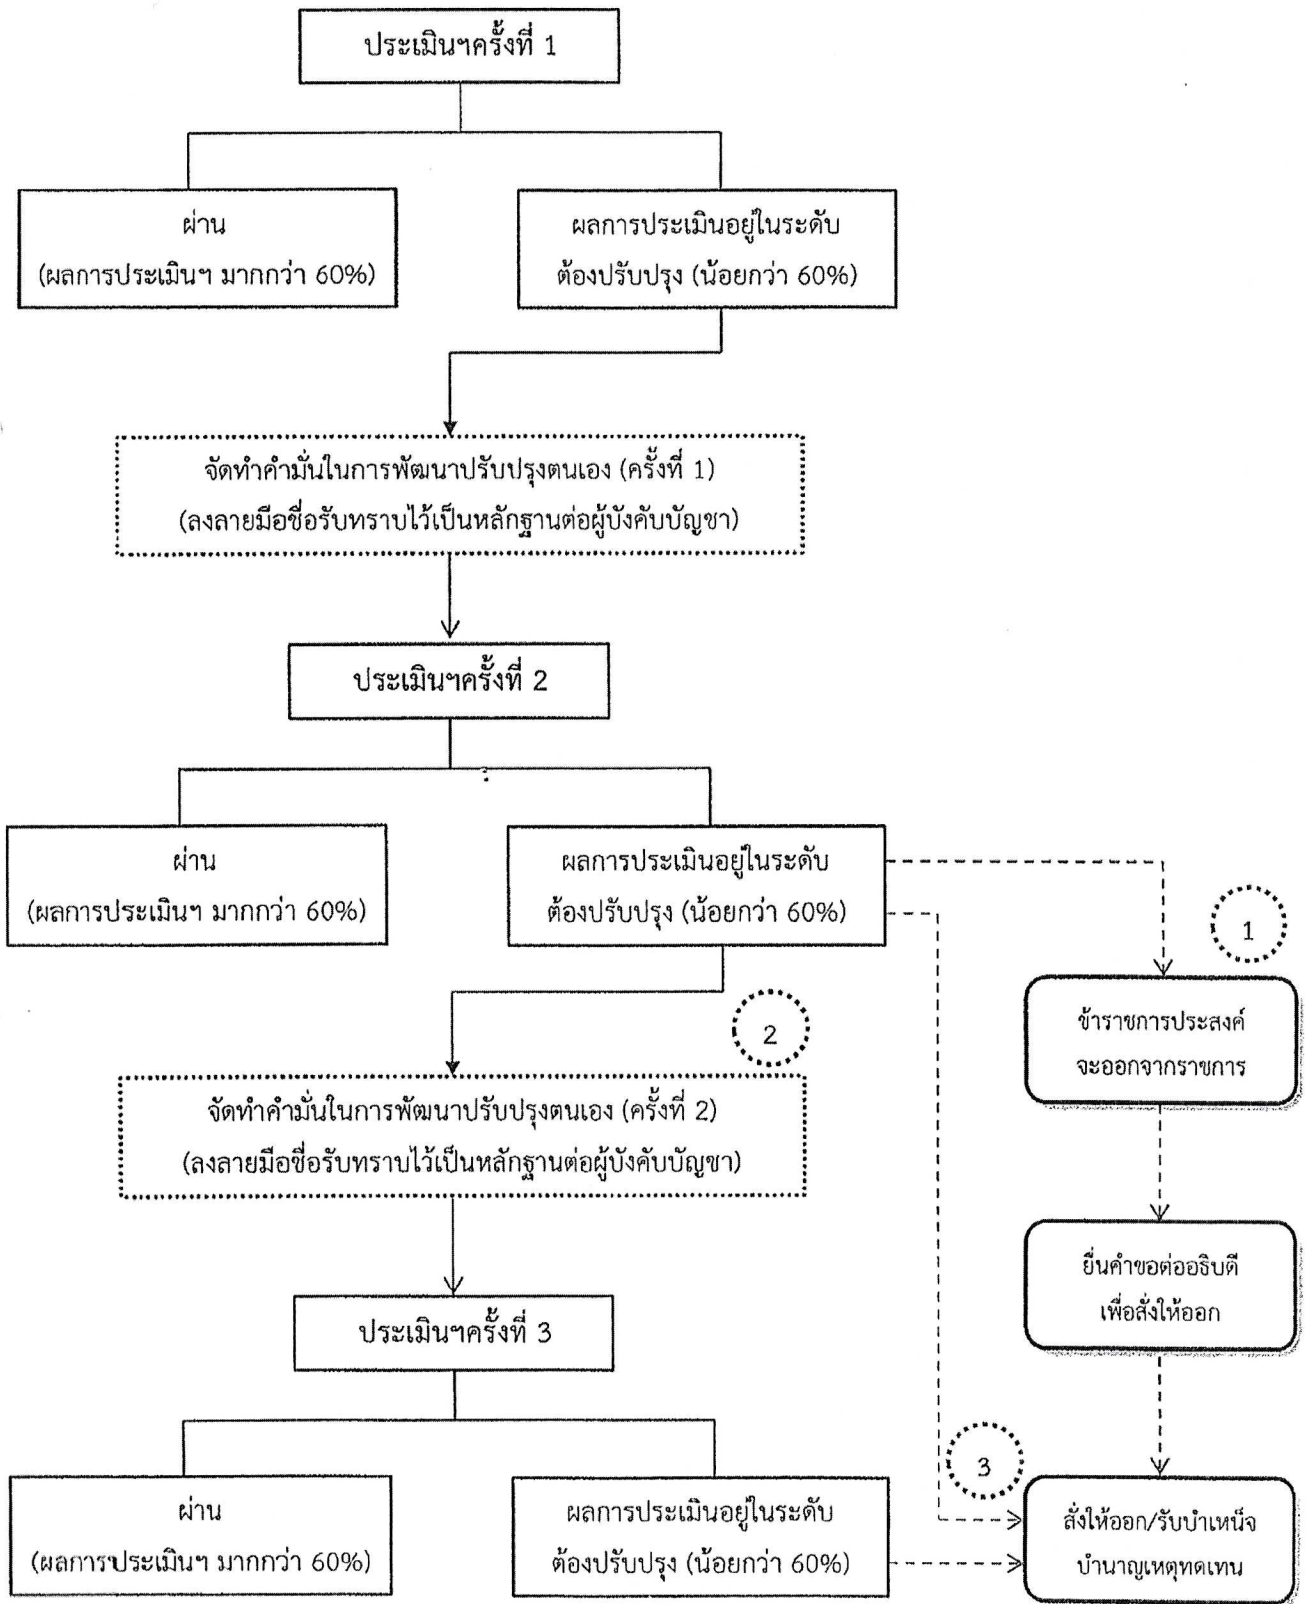 ประเมินฯครั้งที่ 1
ผ่าน
(ผลการประเมินฯ มากกว่า 60%)
ผลการประเมินอยู่ในระดับ
ต้องปรับปรุง (น้อยกว่า 60%)
จัดทำคำมั่นในการพัฒนาปรับปรุงตนเอง (ครั้งที่ 1)
(ลงลายมือชื่อรับทราบไว้เป็นหลักฐานต่อผู้บังคับบัญชา)
ประเมินฯครั้งที่ 2
ผ่าน
(ผลการประเมินฯ มากกว่า 60%)
ผลการประเมินอยู่ในระดับ
ต้องปรับปรุง (น้อยกว่า 60%)
1
ข้าราชการประสงค์
จะออกจากราชการ
2
จัดทำคำมั่นในการพัฒนาปรับปรุงตนเอง (ครั้งที่ 2)
(ลงลายมือชื่อรับทราบไว้เป็นหลักฐานต่อผู้บังคับบัญชา)
ยื่นคำขอต่ออธิบดี
เพื่อสั่งให้ออก
ประเมินฯครั้งที่ 3
3
ผ่าน
(ผลการประเมินฯ มากกว่า 60%)
ผลการประเมินอยู่ในระดับ
ต้องปรับปรุง (น้อยกว่า 60%)
สั่งให้ออก/รับบำเหน็จ
บำนาญเหตุทดเทน